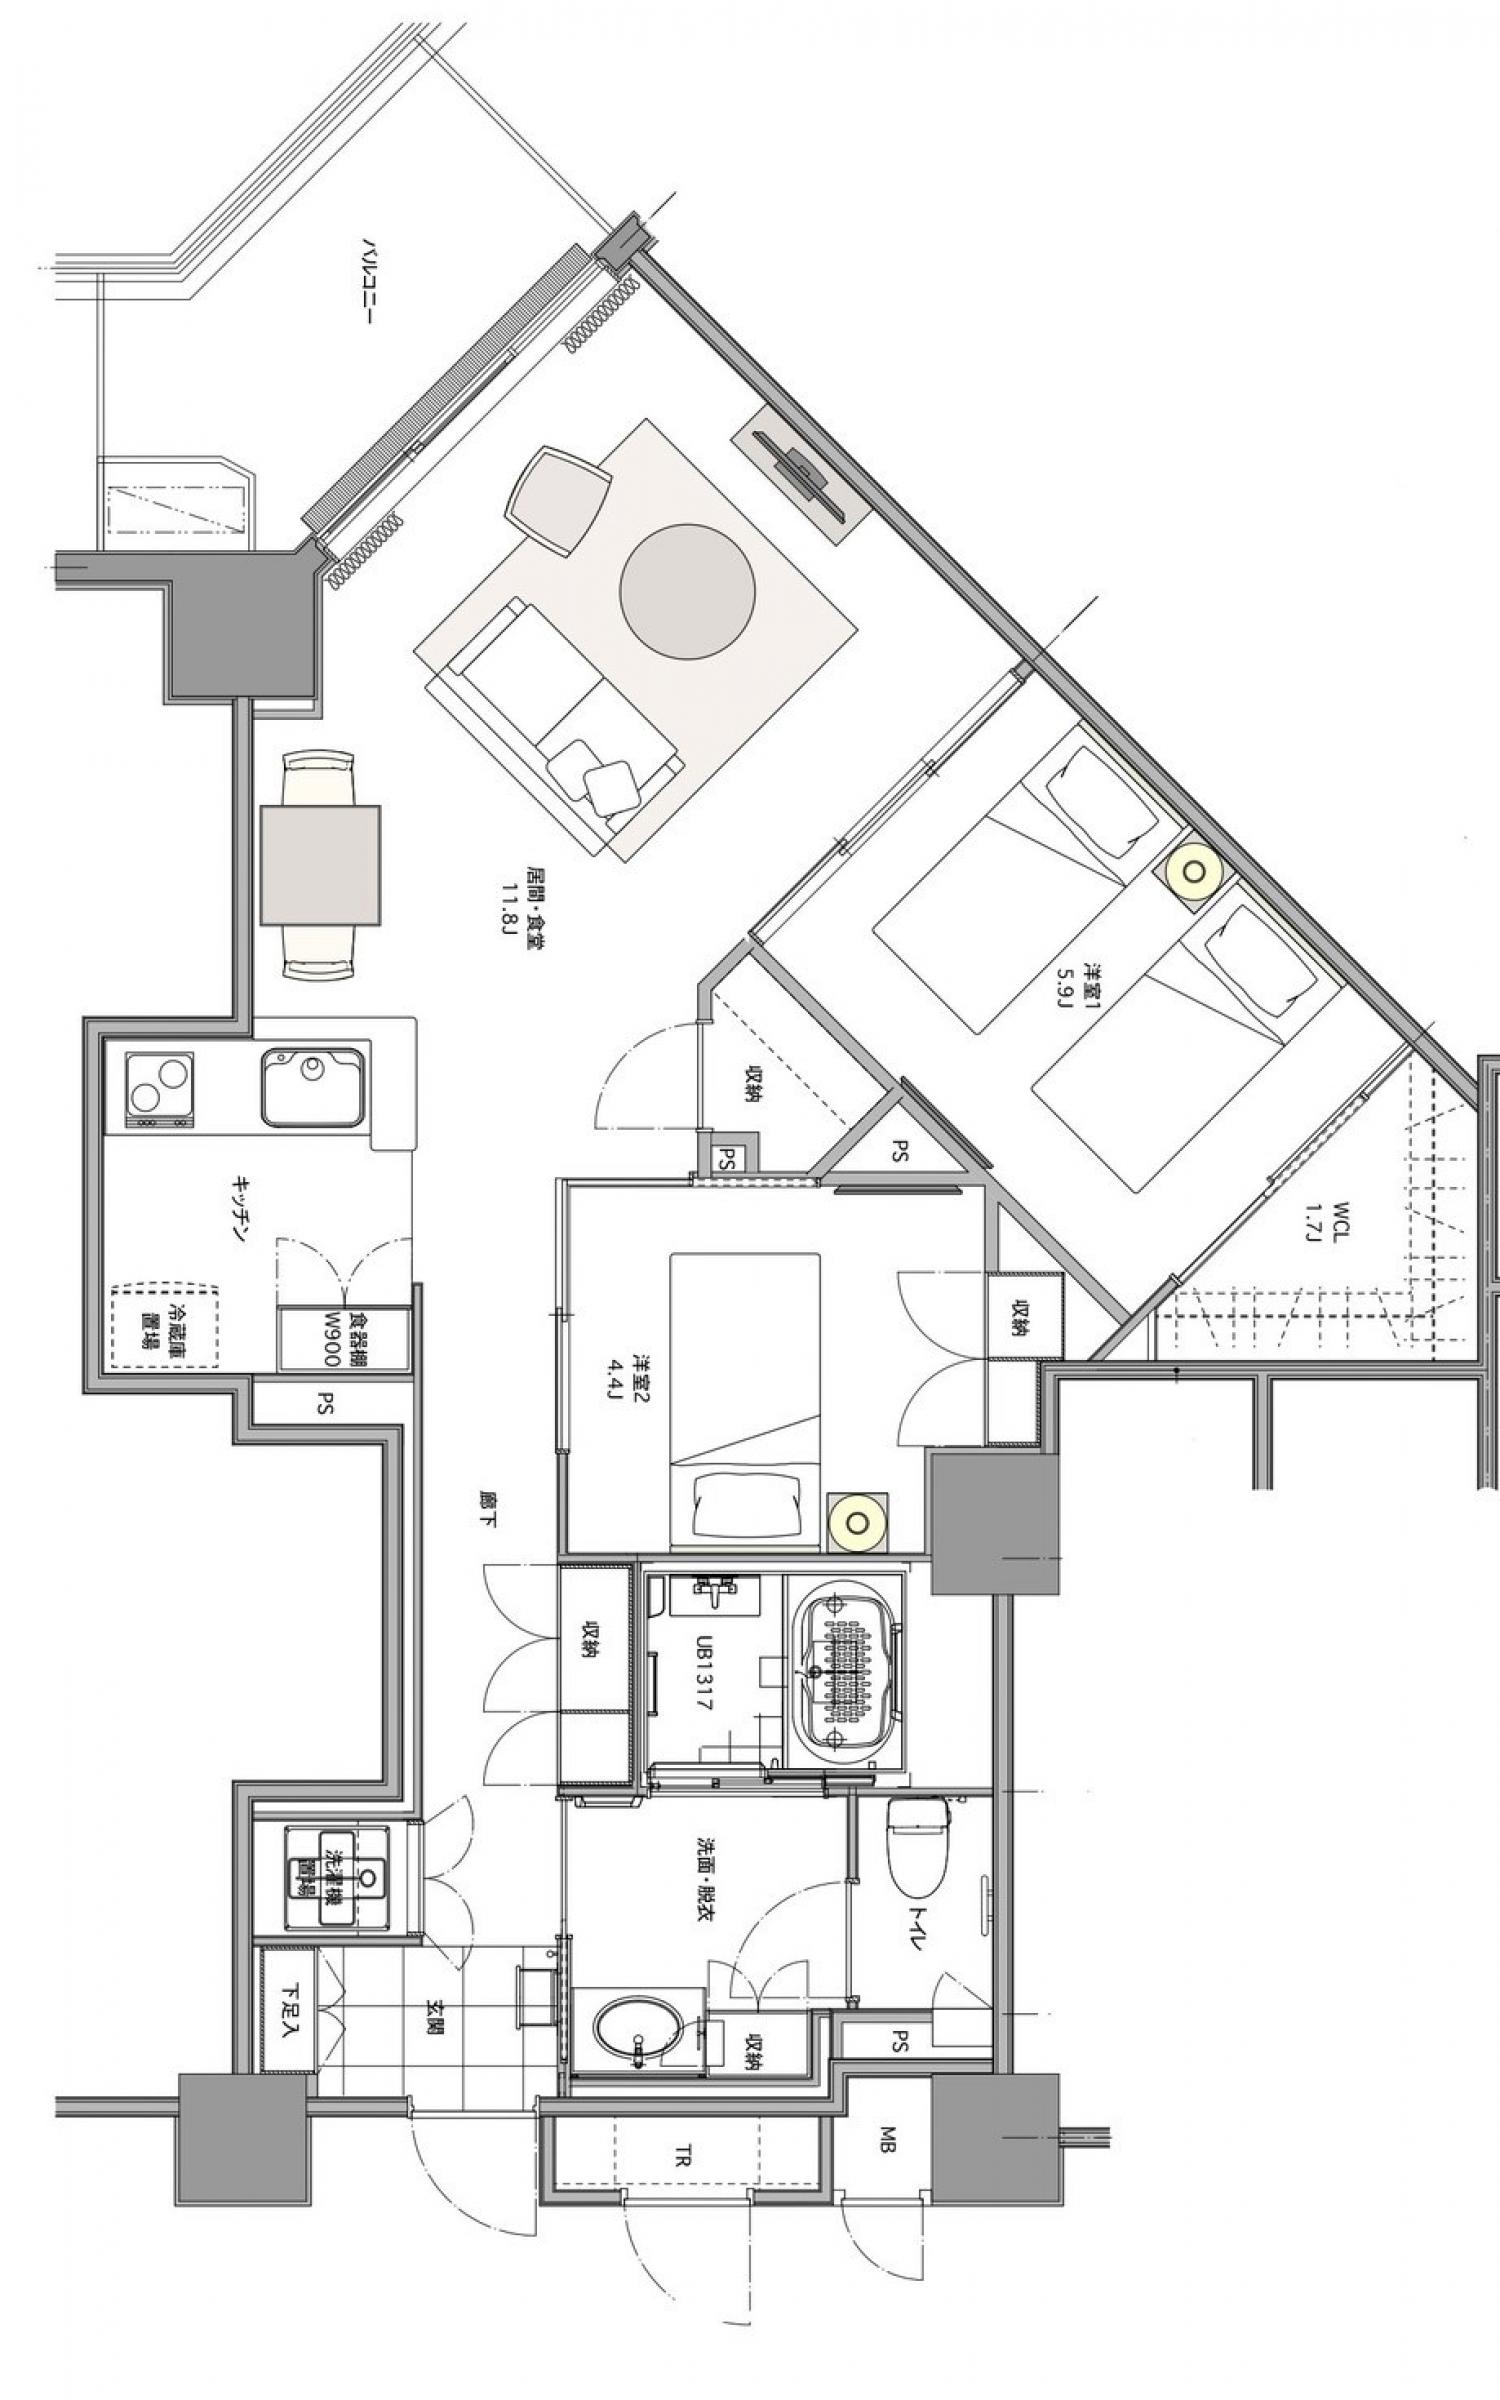 バルコニー
居間・食堂
11.8J
洋室1
5.9J
収納
PS
PS
WCL
1.7J
キッチン
冷蔵庫
置場
食器棚
W900
PS
収納
洋室2
4.4J
廊下
収納
UB1317
洗面・脱衣
トイレ
洗濯機
置場
下足入
玄関
収納
PS
TR
MB